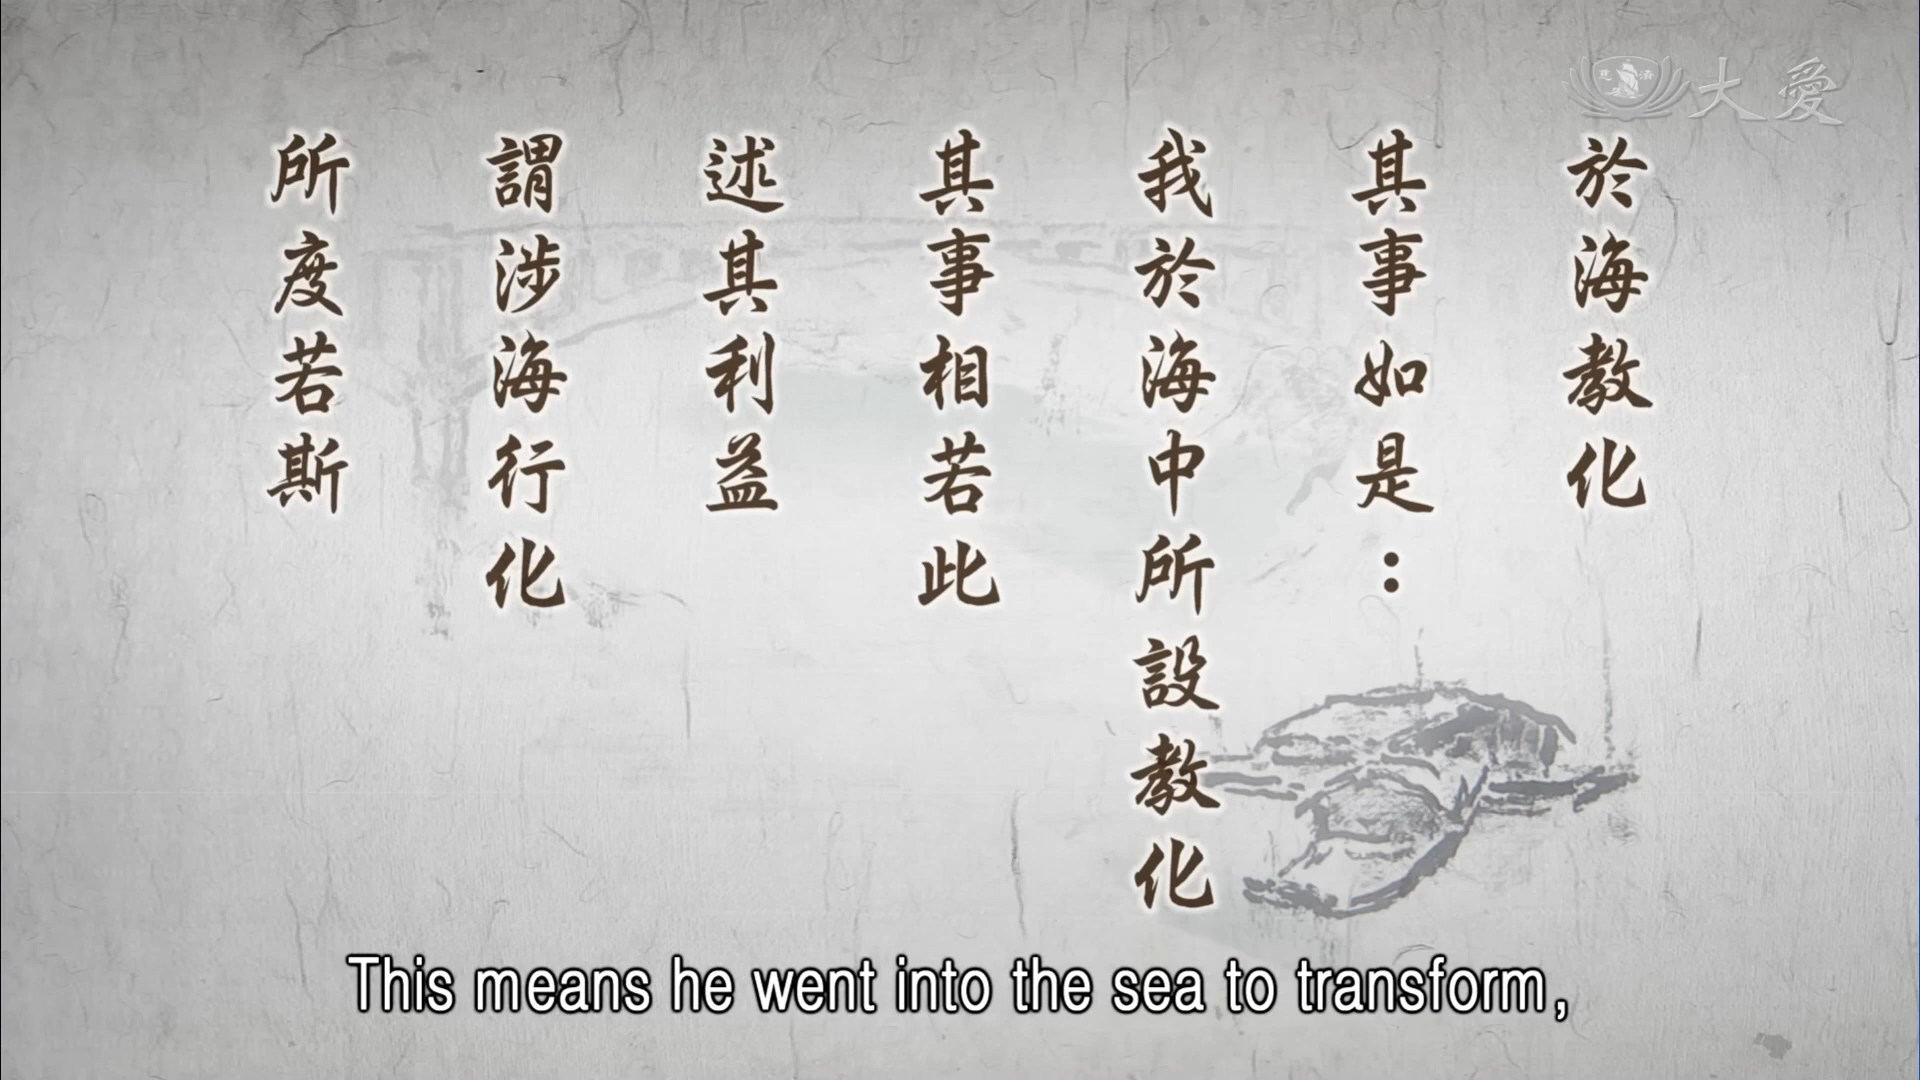 大愛
於海教化
其事如是：
我於海中所設教化
其事相若此
述其利益
謂涉海行化
所度若斯
This means he went into the sea to transform,